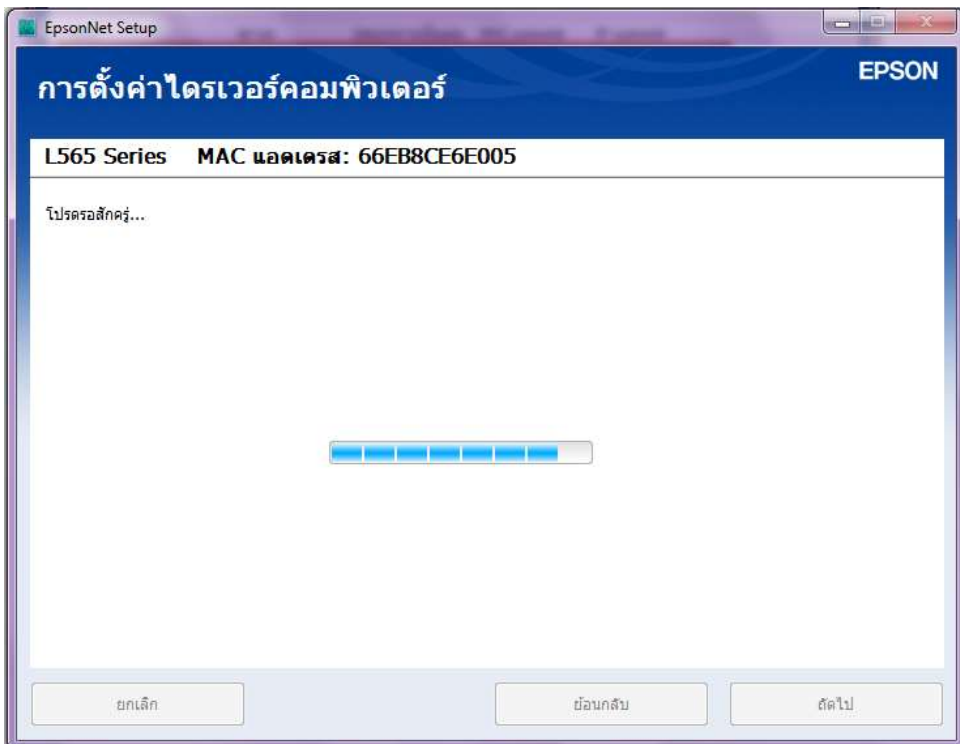 EpsonNet Setup
การตั้งค่าไดรเวอร์คอมพิวเตอร์
EPSON
L565 Series MAC แอดเดรส: 66EB8CE6E005
โปรดรอสักครู่...
ยกเลิก
ย้อนกลับ
ถัดไป